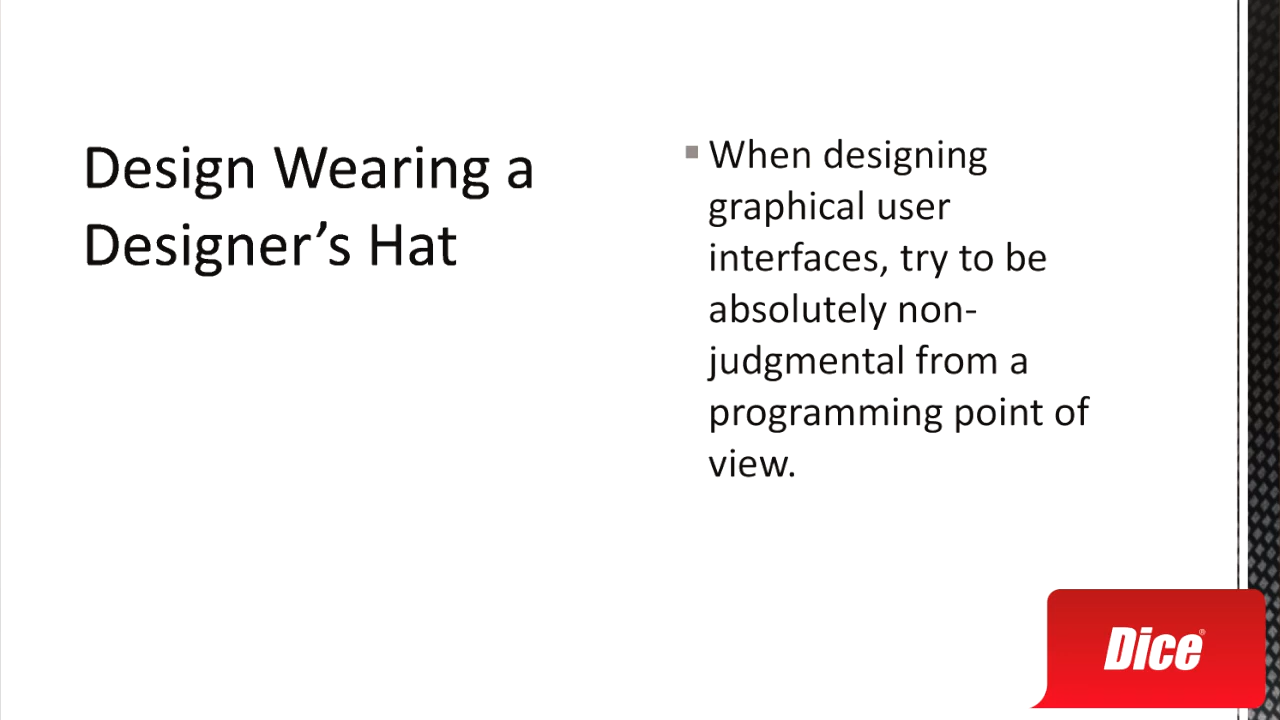 Design Wearing a
Designer’s Hat
When designing
graphical user
interfaces, try to be
absolutely non-
judgmental from a
programming point of
view.
Dice®